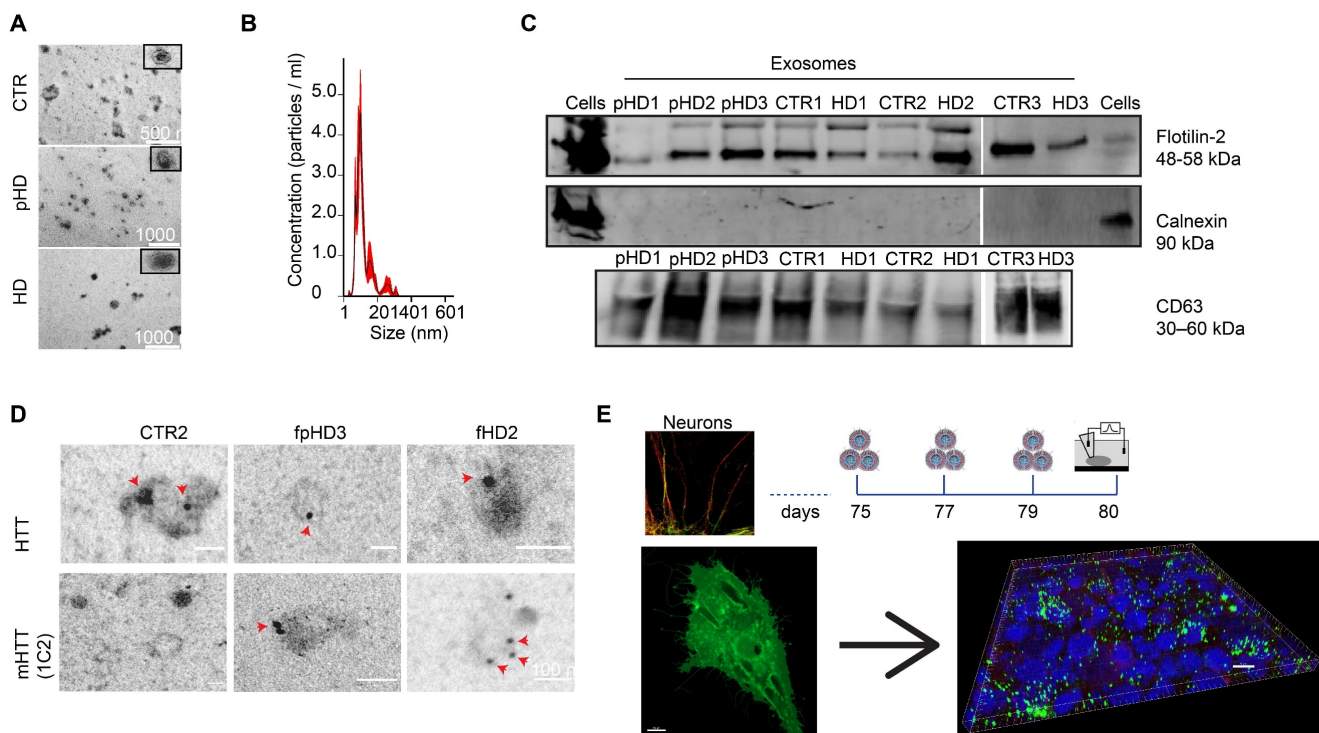 A
CTR
500 n
pHD
1000
HD
1000
B
Concentration (particles / ml)
5.0
4.0
3.0
2.0
1.0
0
1 201401 601
Size (nm)
C
Exosomes
Cells pHD1 pHD2 pHD3 CTR1 HD1 CTR2 HD2 CTR3 HD3 Cells
Flotilin-2
48-58 kDa
Calnexin
90 kDa
pHD1 pHD2 pHD3 CTR1 HD1 CTR2 HD1 CTR3 HD3
CD63
30–60 kDa
D
CTR2 fpHD3 fHD2
HTT
mHTT
(1C2)
100 n
E
Neurons
days 75 77 79 80